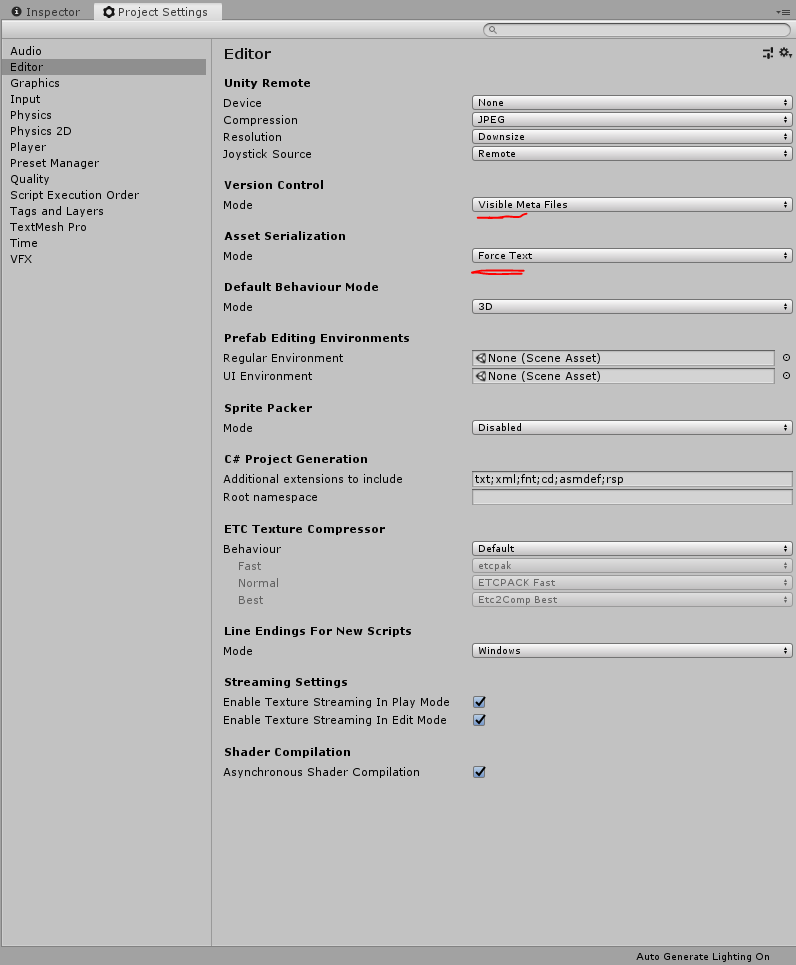 Inspector Project Settings
Audio
Editor
Graphics
Input
Physics
Physics 2D
Player
Preset Manager
Quality
Script Execution Order
Tags and Layers
TextMesh Pro
Time
VFX
Editor
Unity Remote
Device None
Compression JPEG
Resolution Downsize
Joystick Source Remote
Version Control
Mode Visible Meta Files
Asset Serialization
Mode Force Text
Default Behaviour Mode
Mode 3D
Prefab Editing Environments
Regular Environment None (Scene Asset)
UI Environment None (Scene Asset)
Sprite Packer
Mode Disabled
C# Project Generation
Additional extensions to include txt;xml;fnt;cd;asmdef;rsp
Root namespace
ETC Texture Compressor
Behaviour Default
Fast etcpak
Normal ETCPACK Fast
Best Etc2Comp Best
Line Endings For New Scripts
Mode Windows
Streaming Settings
Enable Texture Streaming In Play Mode
Enable Texture Streaming In Edit Mode
Shader Compilation
Asynchronous Shader Compilation
Auto Generate Lighting On